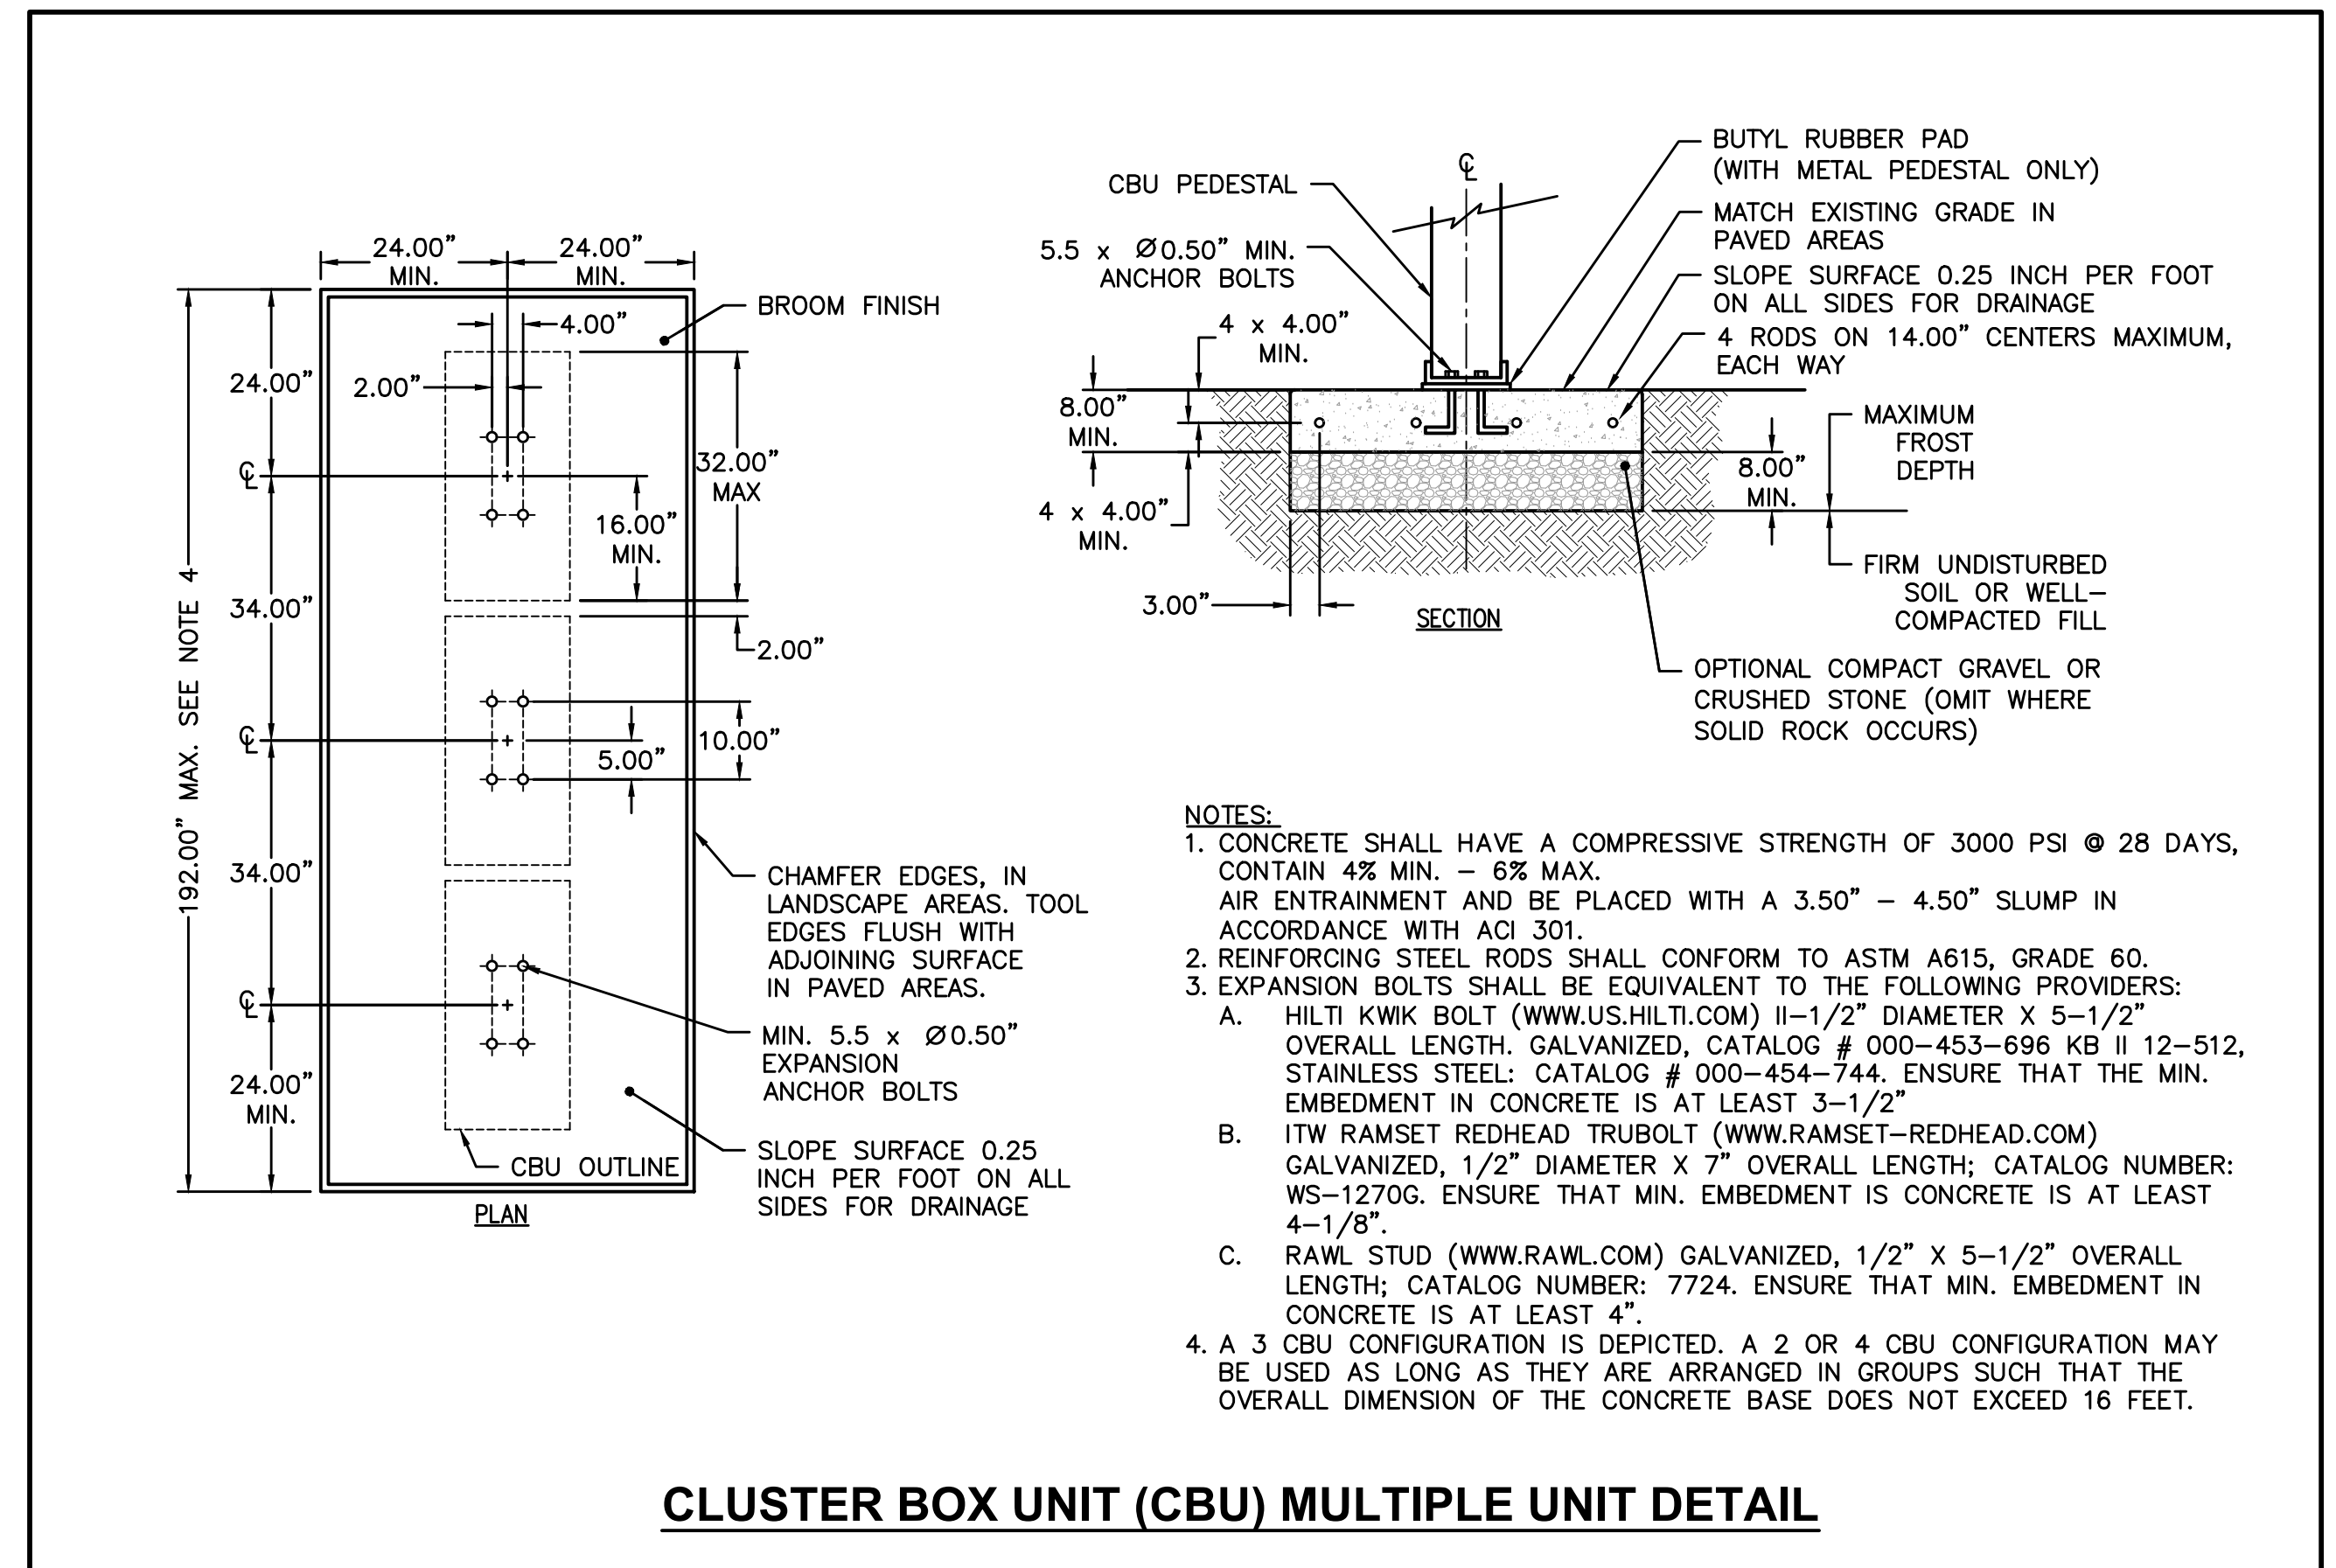 24.00”
MIN.
24.00”
MIN.
BROOM FINISH
4.00”
2.00”
24.00”
℄
32.00”
MAX
16.00”
MIN.
34.00”
2.00”
192.00” MAX. SEE NOTE 4
℄
10.00”
5.00”
34.00”
CHAMFER EDGES, IN
LANDSCAPE AREAS. TOOL
EDGES FLUSH WITH
ADJOINING SURFACE
IN PAVED AREAS.
℄
MIN. 5.5 x Ø0.50”
EXPANSION
ANCHOR BOLTS
24.00”
MIN.
SLOPE SURFACE 0.25
INCH PER FOOT ON ALL
SIDES FOR DRAINAGE
CBU OUTLINE
PLAN
℄
CBU PEDESTAL
5.5 x Ø0.50” MIN.
ANCHOR BOLTS
4 x 4.00”
MIN.
8.00”
MIN.
4 x 4.00”
MIN.
3.00”
SECTION
BUTYL RUBBER PAD
(WITH METAL PEDESTAL ONLY)
MATCH EXISTING GRADE IN
PAVED AREAS
SLOPE SURFACE 0.25 INCH PER FOOT
ON ALL SIDES FOR DRAINAGE
4 RODS ON 14.00” CENTERS MAXIMUM,
EACH WAY
MAXIMUM
FROST
DEPTH
8.00”
MIN.
FIRM UNDISTURBED
SOIL OR WELL–
COMPACTED FILL
OPTIONAL COMPACT GRAVEL OR
CRUSHED STONE (OMIT WHERE
SOLID ROCK OCCURS)
NOTES:
1. CONCRETE SHALL HAVE A COMPRESSIVE STRENGTH OF 3000 PSI @ 28 DAYS,
CONTAIN 4% MIN. – 6% MAX.
AIR ENTRAINMENT AND BE PLACED WITH A 3.50” – 4.50” SLUMP IN
ACCORDANCE WITH ACI 301.
2. REINFORCING STEEL RODS SHALL CONFORM TO ASTM A615, GRADE 60.
3. EXPANSION BOLTS SHALL BE EQUIVALENT TO THE FOLLOWING PROVIDERS:
A. HILTI KWIK BOLT (WWW.US.HILTI.COM) II–1/2” DIAMETER X 5–1/2”
OVERALL LENGTH. GALVANIZED, CATALOG # 000–453–696 KB II 12–512,
STAINLESS STEEL: CATALOG # 000–454–744. ENSURE THAT THE MIN.
EMBEDMENT IN CONCRETE IS AT LEAST 3–1/2”
B. ITW RAMSET REDHEAD TRUBOLT (WWW.RAMSET–REDHEAD.COM)
GALVANIZED, 1/2” DIAMETER X 7” OVERALL LENGTH; CATALOG NUMBER:
WS–1270G. ENSURE THAT MIN. EMBEDMENT IS CONCRETE IS AT LEAST
4–1/8”.
C. RAWL STUD (WWW.RAWL.COM) GALVANIZED, 1/2” X 5–1/2” OVERALL
LENGTH; CATALOG NUMBER: 7724. ENSURE THAT MIN. EMBEDMENT IN
CONCRETE IS AT LEAST 4”.
4. A 3 CBU CONFIGURATION IS DEPICTED. A 2 OR 4 CBU CONFIGURATION MAY
BE USED AS LONG AS THEY ARE ARRANGED IN GROUPS SUCH THAT THE
OVERALL DIMENSION OF THE CONCRETE BASE DOES NOT EXCEED 16 FEET.
CLUSTER BOX UNIT (CBU) MULTIPLE UNIT DETAIL